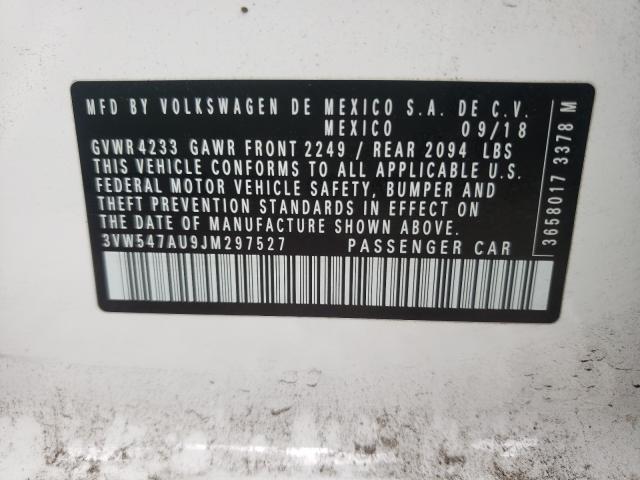 MFD BY VOLKSWAGEN DE MEXICO S.A. DE C.V.
MEXICO 09/18
GVWR 4233 GAWR FRONT 2249 / REAR 2094 LBS
THIS VEHICLE CONFORMS TO ALL APPLICABLE U.S.
FEDERAL MOTOR VEHICLE SAFETY, BUMPER AND
THEFT PREVENTION STANDARDS IN EFFECT ON
THE DATE OF MANUFACTURE SHOWN ABOVE.
3VW547AU9JM297527 PASSENGER CAR
3658017 3378 M